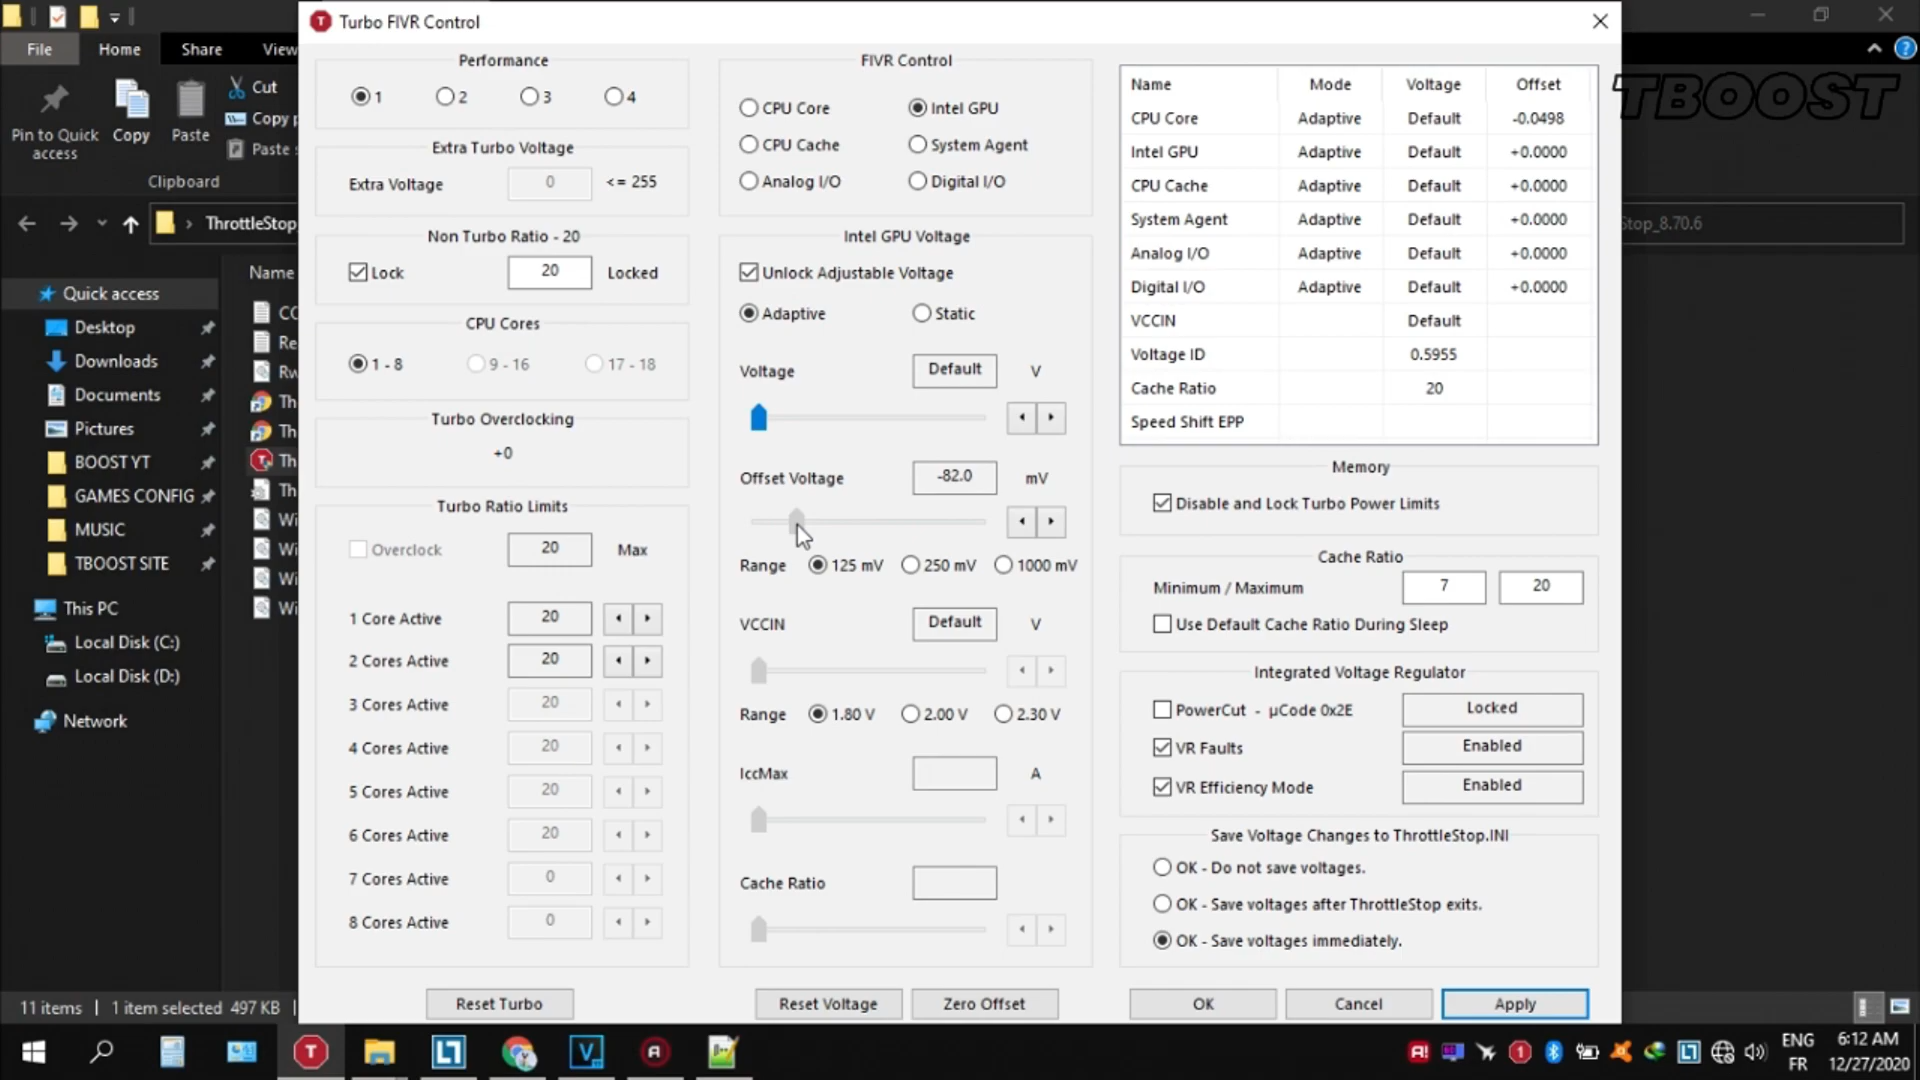 Turbo FIVR Control
File
Home
Share
View
Pin to Quick access
Copy
Paste
Cut
Copy p
Paste s
Clipboard
ThrottleStop
Stop_8.70.6
TBOOST
Quick access
Desktop
Downloads
Documents
Pictures
BOOST YT
GAMES CONFIG
MUSIC
TBOOST SITE
This PC
Local Disk (C:)
Local Disk (D:)
Network
Name
CC
Re
Rw
Th
Th
Th
Th
Wi
Wi
Wi
Wi
11 items
1 item selected 497 KB
Performance
1 2 3 4
Extra Turbo Voltage
Extra Voltage 0 <= 255
Non Turbo Ratio - 20
Lock 20 Locked
CPU Cores
1 - 8 9 - 16 17 - 18
Turbo Overclocking
+0
Turbo Ratio Limits
Overclock 20 Max
1 Core Active 20
2 Cores Active 20
3 Cores Active 20
4 Cores Active 20
5 Cores Active 20
6 Cores Active 20
7 Cores Active 0
8 Cores Active 0
Reset Turbo
FIVR Control
CPU Core Intel GPU
CPU Cache System Agent
Analog I/O Digital I/O
Intel GPU Voltage
Unlock Adjustable Voltage
Adaptive Static
Voltage Default V
Offset Voltage -82.0 mV
Range 125 mV 250 mV 1000 mV
VCCIN Default V
Range 1.80 V 2.00 V 2.30 V
IccMax A
Cache Ratio
Reset Voltage Zero Offset
Name Mode Voltage Offset
CPU Core Adaptive Default -0.0498
Intel GPU Adaptive Default +0.0000
CPU Cache Adaptive Default +0.0000
System Agent Adaptive Default +0.0000
Analog I/O Adaptive Default +0.0000
Digital I/O Adaptive Default +0.0000
VCCIN Default
Voltage ID 0.5955
Cache Ratio 20
Speed Shift EPP
Memory
Disable and Lock Turbo Power Limits
Cache Ratio
Minimum / Maximum 7 20
Use Default Cache Ratio During Sleep
Integrated Voltage Regulator
PowerCut - µCode 0x2E Locked
VR Faults Enabled
VR Efficiency Mode Enabled
Save Voltage Changes to ThrottleStop.INI
OK - Do not save voltages.
OK - Save voltages after ThrottleStop exits.
OK - Save voltages immediately.
OK Cancel Apply
ENG
FR
6:12 AM
12/27/2020